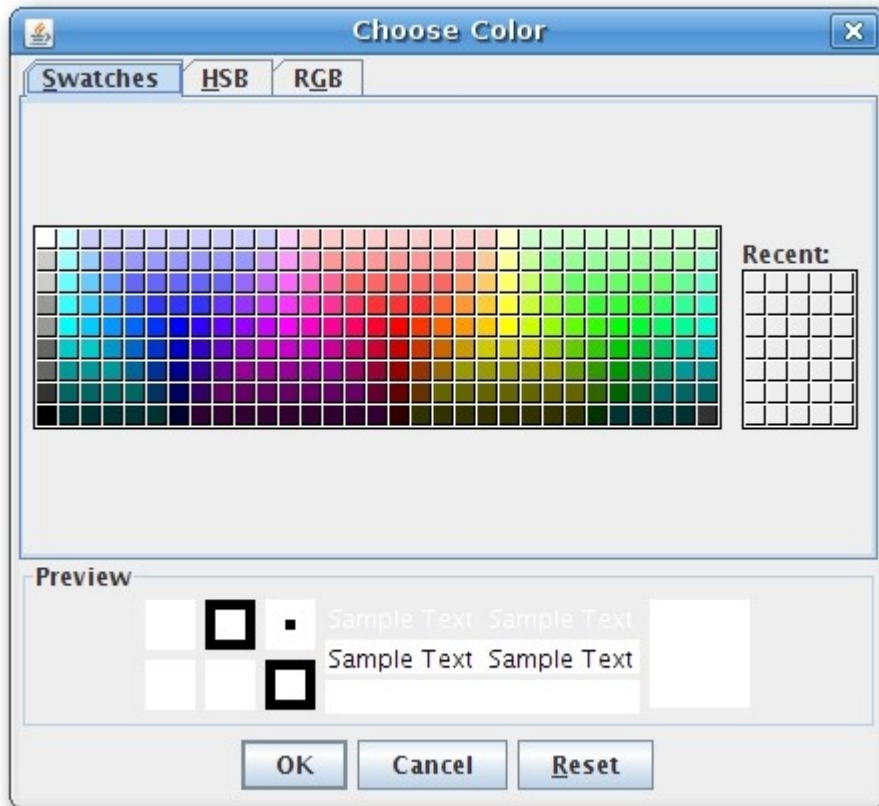 Choose Color
Swatches HSB RGB
Recent:
Preview
Sample Text Sample Text
Sample Text Sample Text
OK Cancel Reset